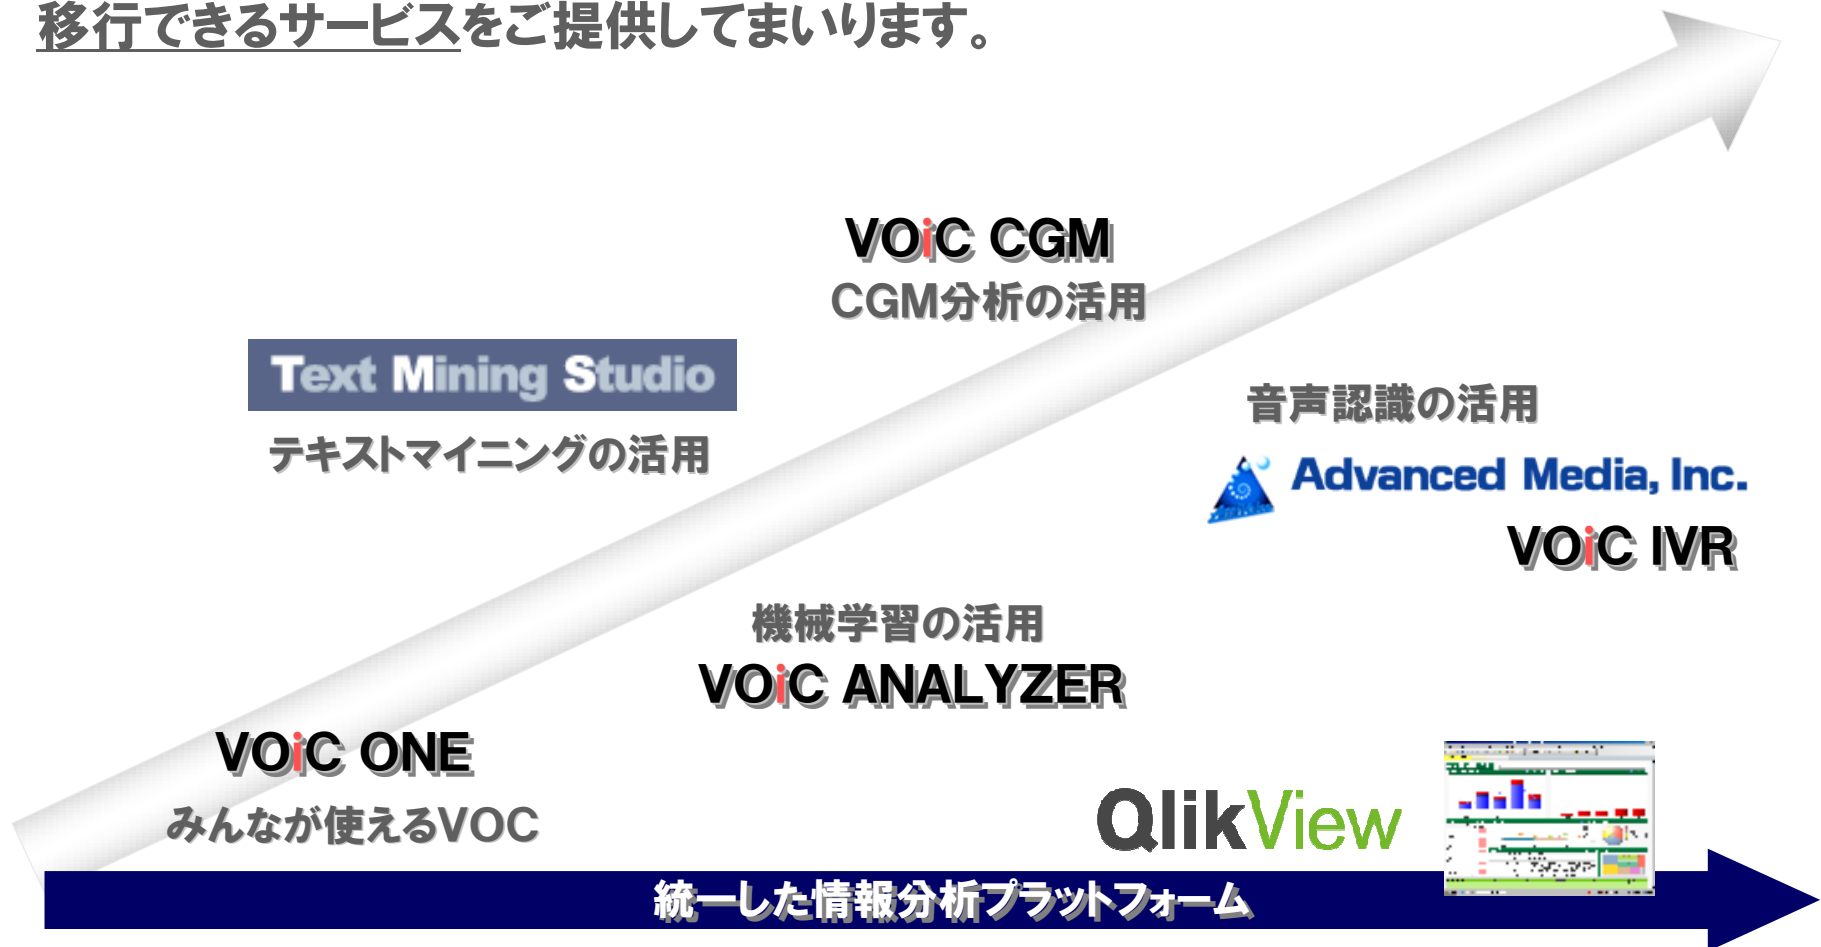 移行できるサービスをご提供してまいります。
VOiC CGM
CGM分析の活用
Text Mining Studio
テキストマイニングの活用
音声認識の活用
Advanced Media, Inc.
VOiC IVR
機械学習の活用
VOiC ANALYZER
VOiC ONE
みんなが使えるVOC
QlikView
統一した情報分析プラットフォーム